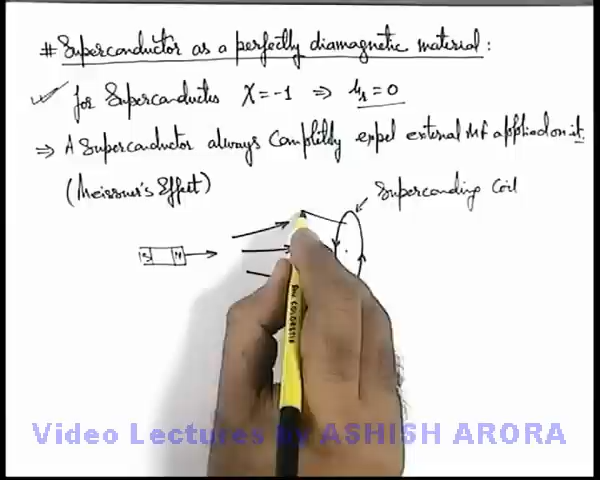 # Superconductor as a perfectly diamagnetic material :
for Superconductors χ = -1 ⇒ μr = 0
⇒ A Superconductor always Completely expel external MF applied on it.
(Meissner's Effect)
Superconding Coil
S N
Video Lectures by ASHISH ARORA